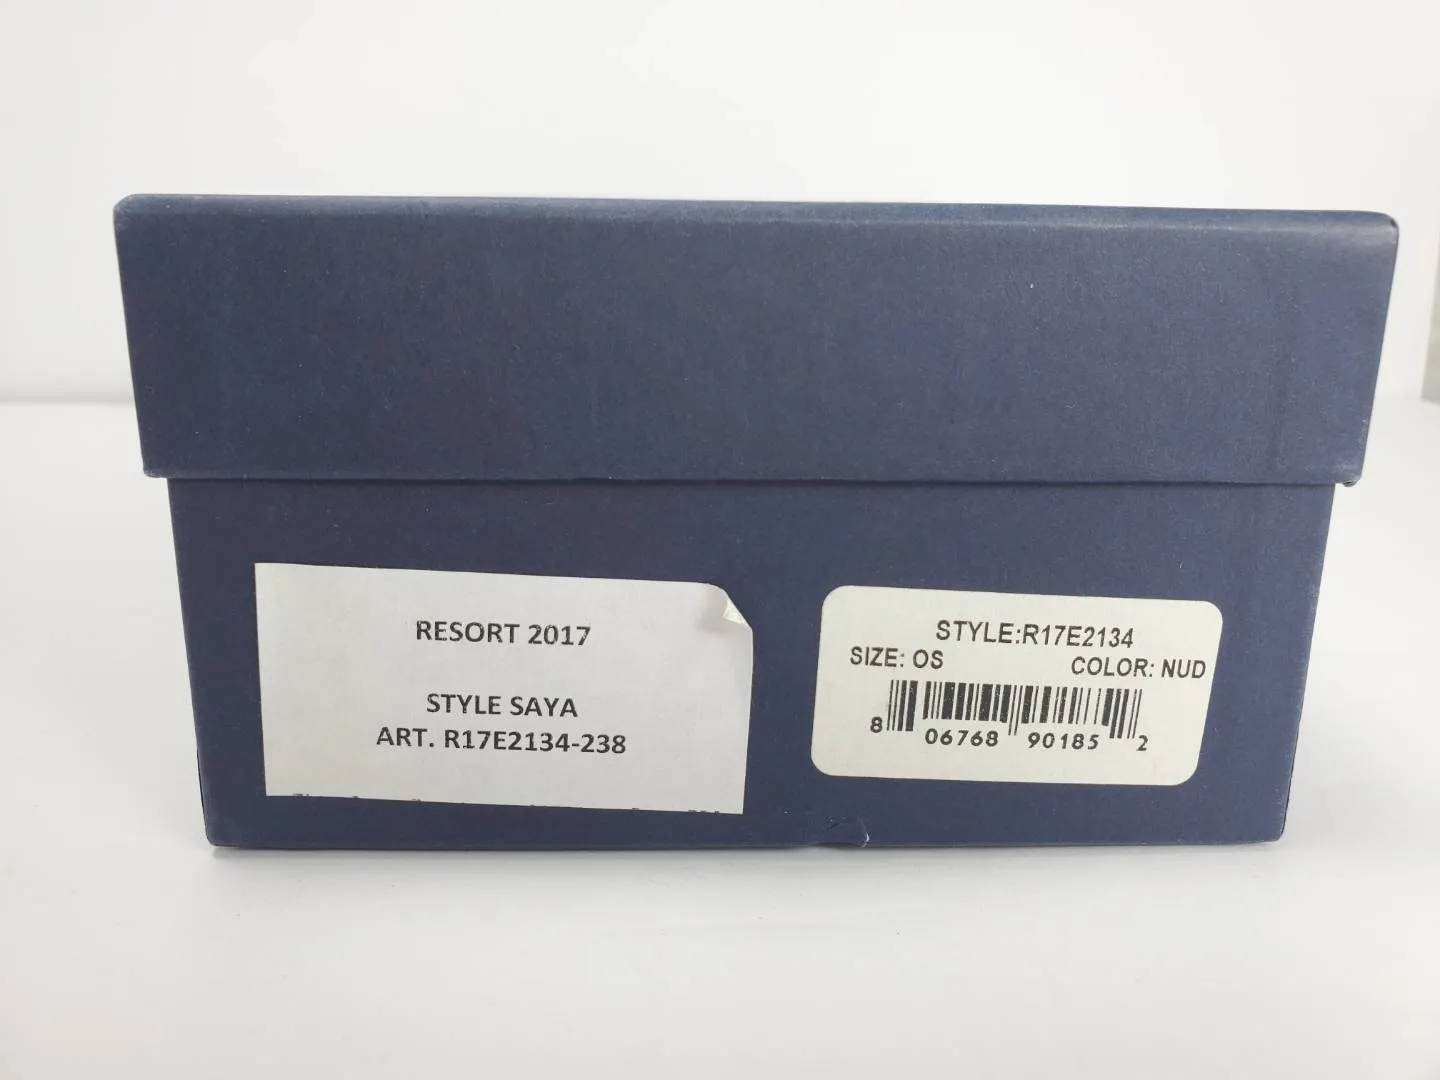 RESORT 2017
STYLE SAYA
ART. R17E2134-238
STYLE:R17E2134
SIZE: OS COLOR: NUD
8 06768 90185 2